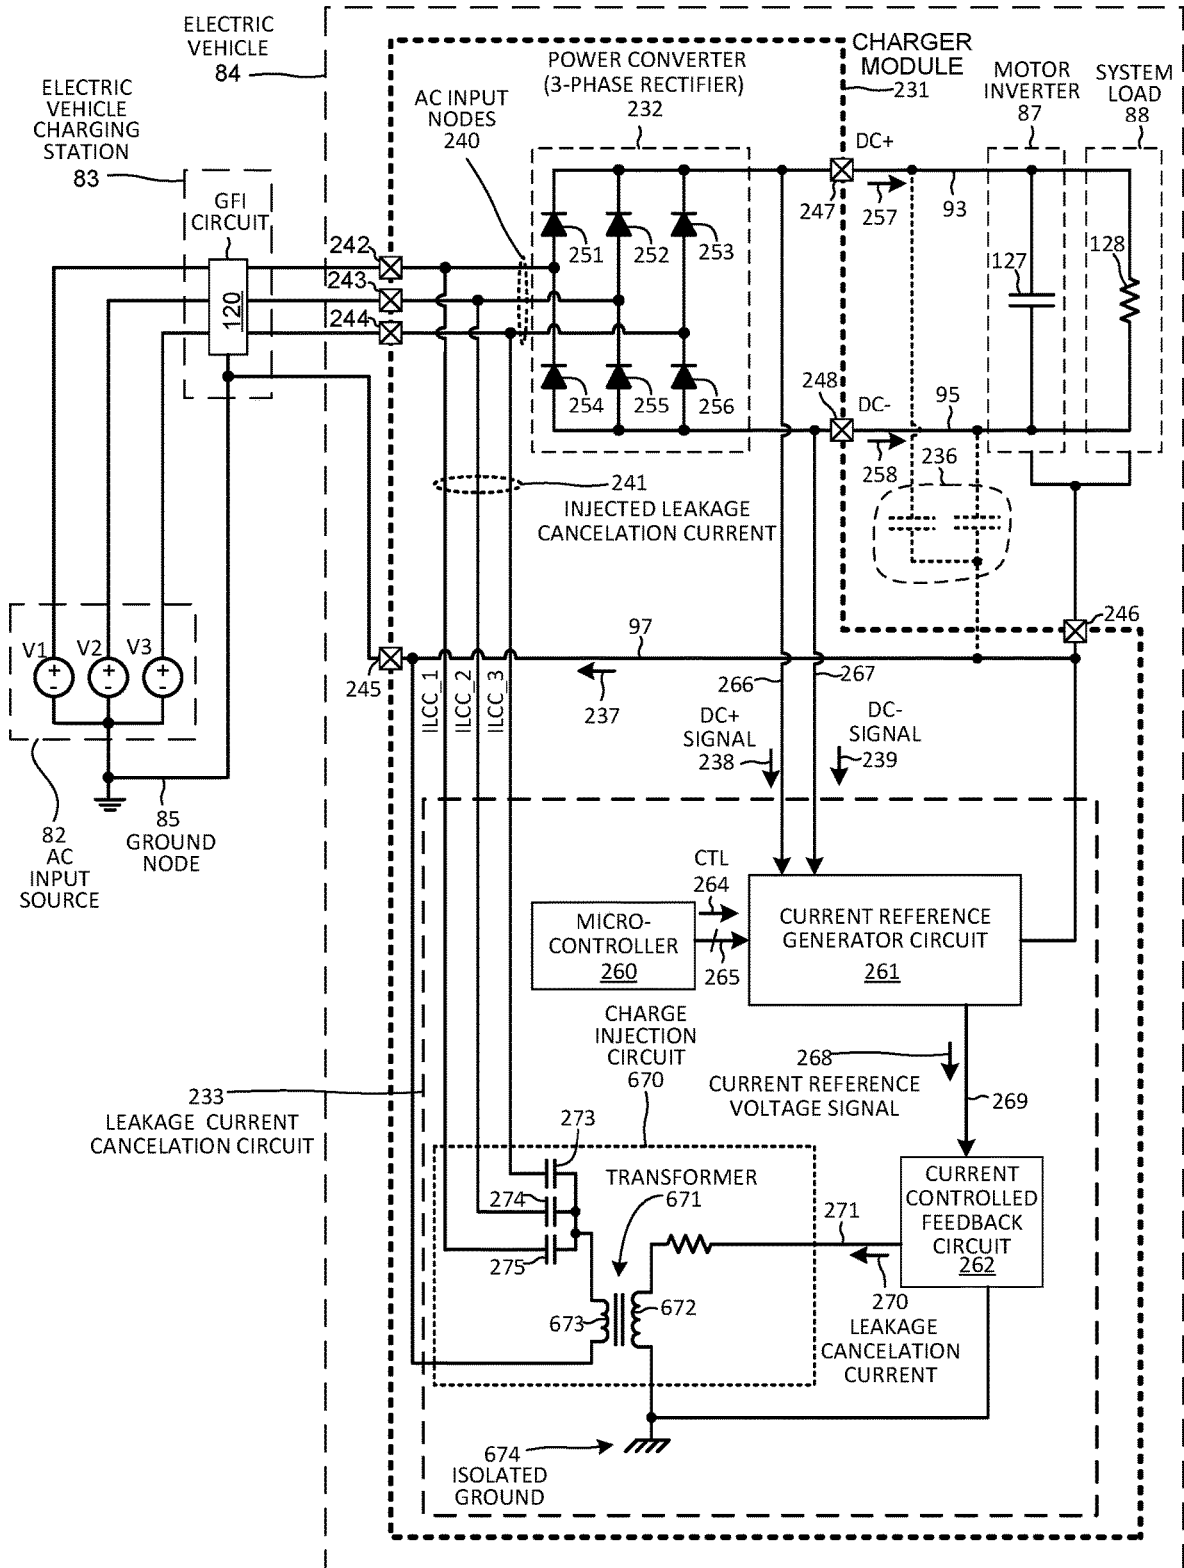 ELECTRIC
VEHICLE
84
ELECTRIC
VEHICLE
CHARGING
STATION
83
GFI
CIRCUIT
120
CHARGER
MODULE
231
POWER CONVERTER
(3-PHASE RECTIFIER)
232
AC INPUT
NODES
240
MOTOR
INVERTER
87
SYSTEM
LOAD
88
DC+
247
257
93
242
243
244
251
252
253
254
255
256
127
128
248
DC-
95
258
236
241
INJECTED LEAKAGE
CANCELATION CURRENT
V1
V2
V3
+
-
+
-
+
-
245
97
237
246
ILCC_1
ILCC_2
ILCC_3
266
267
DC+
SIGNAL
238
DC-
SIGNAL
239
82
AC
INPUT
SOURCE
85
GROUND
NODE
CTL
264
265
MICRO-
CONTROLLER
260
CURRENT REFERENCE
GENERATOR CIRCUIT
261
CHARGE
INJECTION
CIRCUIT
670
268
CURRENT REFERENCE
VOLTAGE SIGNAL
269
233
LEAKAGE CURRENT
CANCELATION CIRCUIT
273
274
275
TRANSFORMER
671
673
672
271
CURRENT
CONTROLLED
FEEDBACK
CIRCUIT
262
270
LEAKAGE
CANCELATION
CURRENT
674
ISOLATED
GROUND